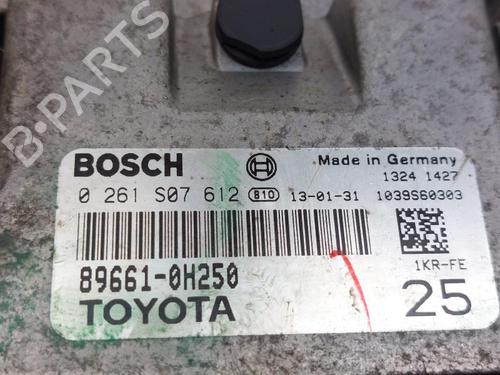 B-PARTS
BOSCH
Made in Germany
1324 1427
0 261 S07 612 B10 13-01-31 1039S60303
89661-0H250
1KR-FE
TOYOTA
25